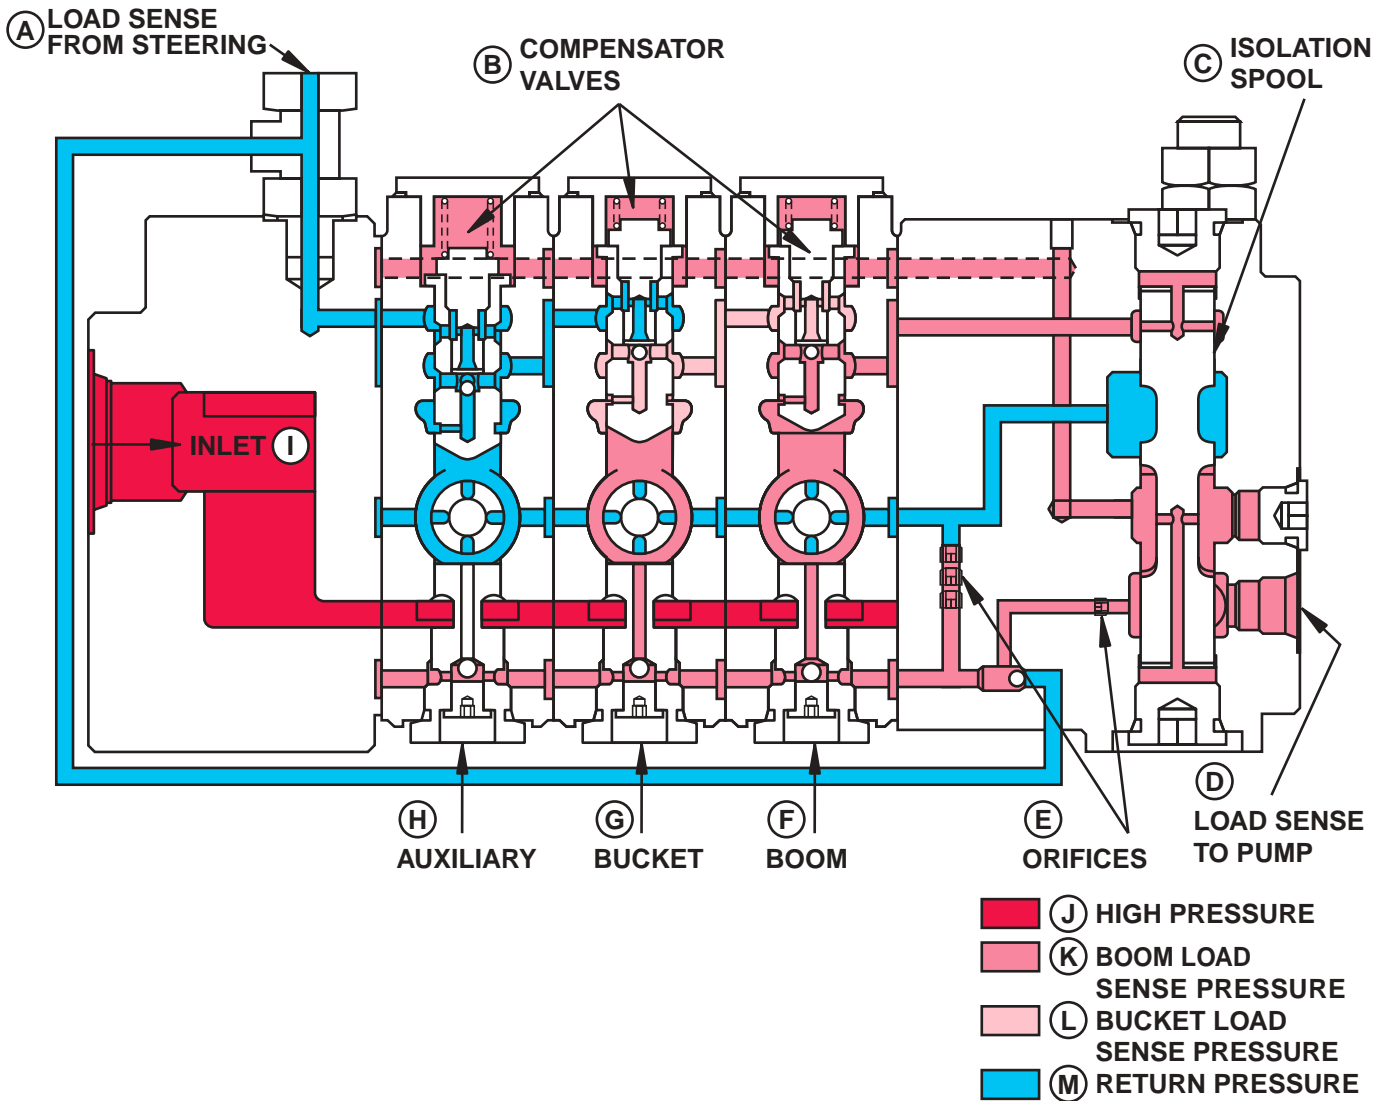 A LOAD SENSE
FROM STEERING
B COMPENSATOR
VALVES
C ISOLATION
SPOOL
INLET I
H
AUXILIARY
G
BUCKET
F
BOOM
E
ORIFICES
D
LOAD SENSE
TO PUMP
J HIGH PRESSURE
K BOOM LOAD
SENSE PRESSURE
L BUCKET LOAD
SENSE PRESSURE
M RETURN PRESSURE